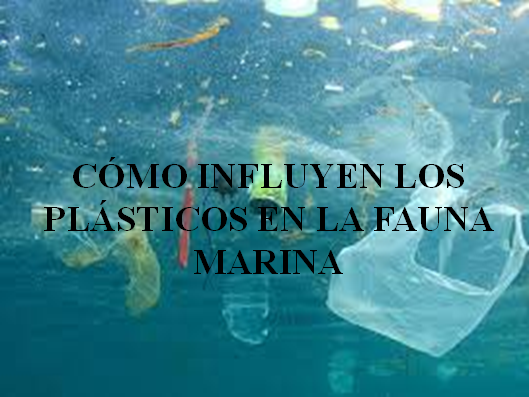 CÓMO INFLUYEN LOS
PLÁSTICOS EN LA FAUNA
MARINA